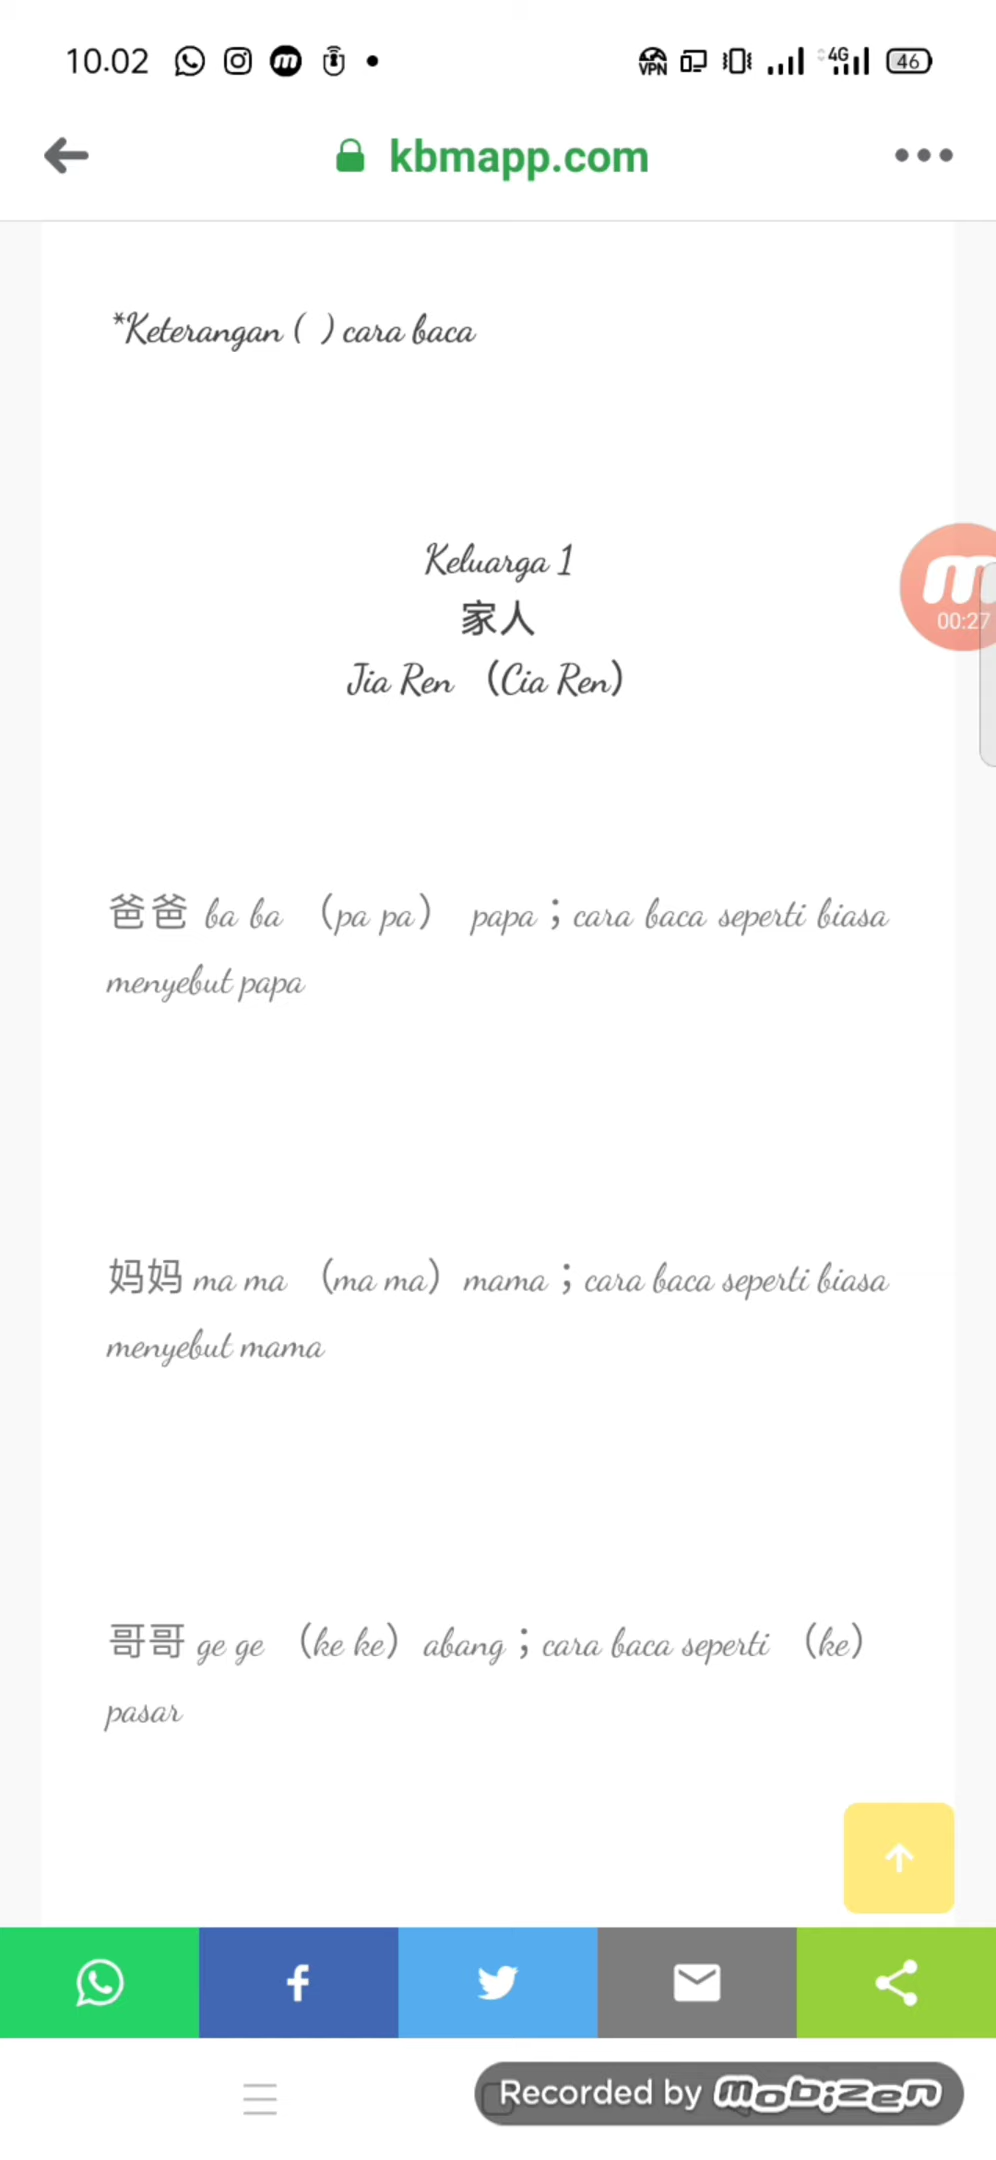 10.02
VPN
4G
46
kbmapp.com
*Keterangan ( ) cara baca
Keluarga 1
家人
Jia Ren （Cia Ren）
00:27
爸爸 ba ba （pa pa） papa；cara baca seperti biasa
menyebut papa
妈妈 ma ma （ma ma） mama；cara baca seperti biasa
menyebut mama
哥哥 ge ge （ke ke） abang；cara baca seperti （ke）
pasar
Recorded by mobizen